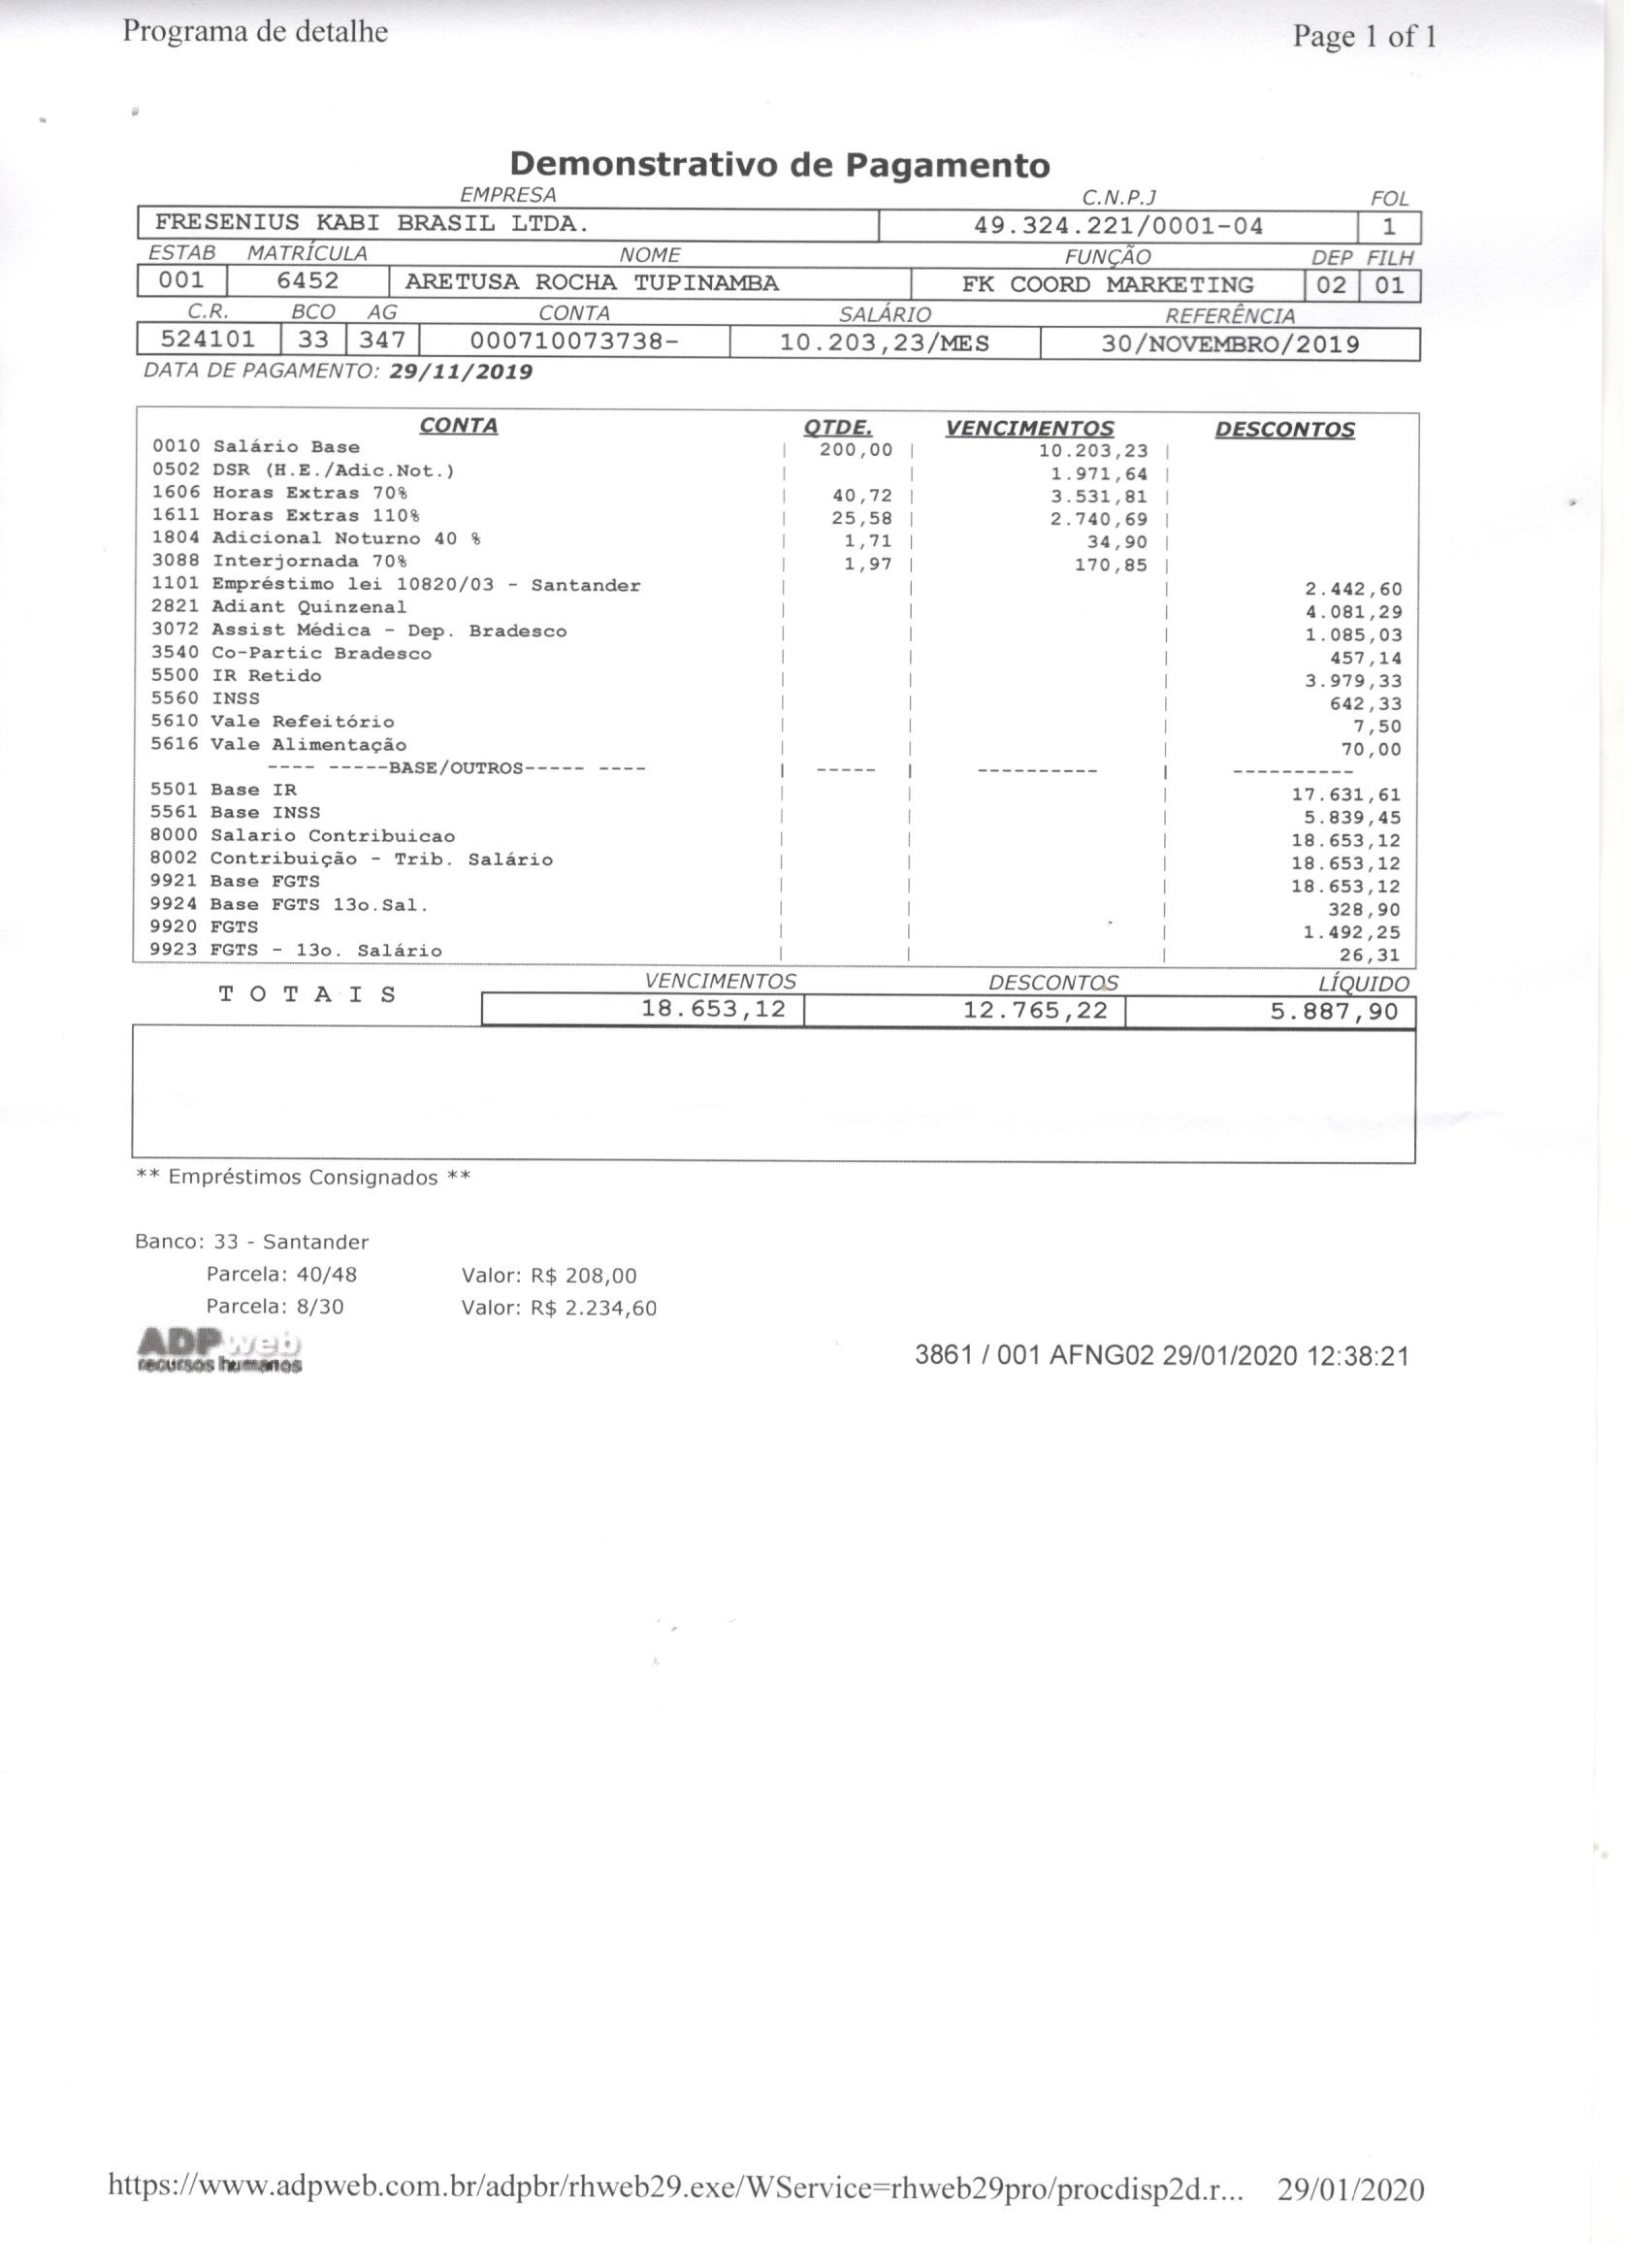 Programa de detalhe Page 1 of 1
Demonstrativo de Pagamento
EMPRESA C.N.P.J FOL
FRESENIUS KABI BRASIL LTDA. 49.324.221/0001-04 1
ESTAB MATRÍCULA NOME FUNÇÃO DEP FILH
001 6452 ARETUSA ROCHA TUPINAMBA FK COORD MARKETING 02 01
C.R. BCO AG CONTA SALÁRIO REFERÊNCIA
524101 33 347 000710073738- 10.203,23/MES 30/NOVEMBRO/2019
DATA DE PAGAMENTO: 29/11/2019
CONTA QTDE. VENCIMENTOS DESCONTOS
0010 Salário Base | 200,00 | 10.203,23 |
0502 DSR (H.E./Adic.Not.) | | 1.971,64 |
1606 Horas Extras 70% | 40,72 | 3.531,81 |
1611 Horas Extras 110% | 25,58 | 2.740,69 |
1804 Adicional Noturno 40 % | 1,71 | 34,90 |
3088 Interjornada 70% | 1,97 | 170,85 |
1101 Empréstimo lei 10820/03 - Santander | | | 2.442,60
2821 Adiant Quinzenal | | | 4.081,29
3072 Assist Médica - Dep. Bradesco | | | 1.085,03
3540 Co-Partic Bradesco | | | 457,14
5500 IR Retido | | | 3.979,33
5560 INSS | | | 642,33
5610 Vale Refeitório | | | 7,50
5616 Vale Alimentação | | | 70,00
---- -----BASE/OUTROS----- ---- | ----- | ---------- | ----------
5501 Base IR | | | 17.631,61
5561 Base INSS | | | 5.839,45
8000 Salario Contribuicao | | | 18.653,12
8002 Contribuição - Trib. Salário | | | 18.653,12
9921 Base FGTS | | | 18.653,12
9924 Base FGTS 13o.Sal. | | | 328,90
9920 FGTS | | | 1.492,25
9923 FGTS - 13o. Salário | | | 26,31
T O T A I S VENCIMENTOS DESCONTOS LÍQUIDO
18.653,12 12.765,22 5.887,90
** Empréstimos Consignados **
Banco: 33 - Santander
Parcela: 40/48 Valor: R$ 208,00
Parcela: 8/30 Valor: R$ 2.234,60
ADPweb
recursos humanos
3861 / 001 AFNG02 29/01/2020 12:38:21
https://www.adpweb.com.br/adpbr/rhweb29.exe/WService=rhweb29pro/procdisp2d.r... 29/01/2020